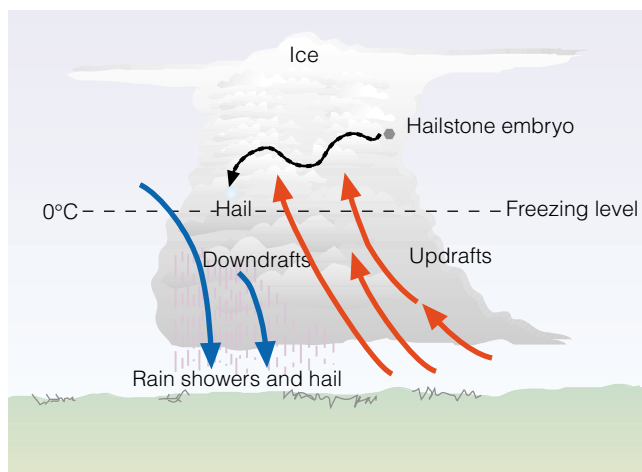 Ice
Hailstone embryo
0°C
Hail
Freezing level
Downdrafts
Updrafts
Rain showers and hail